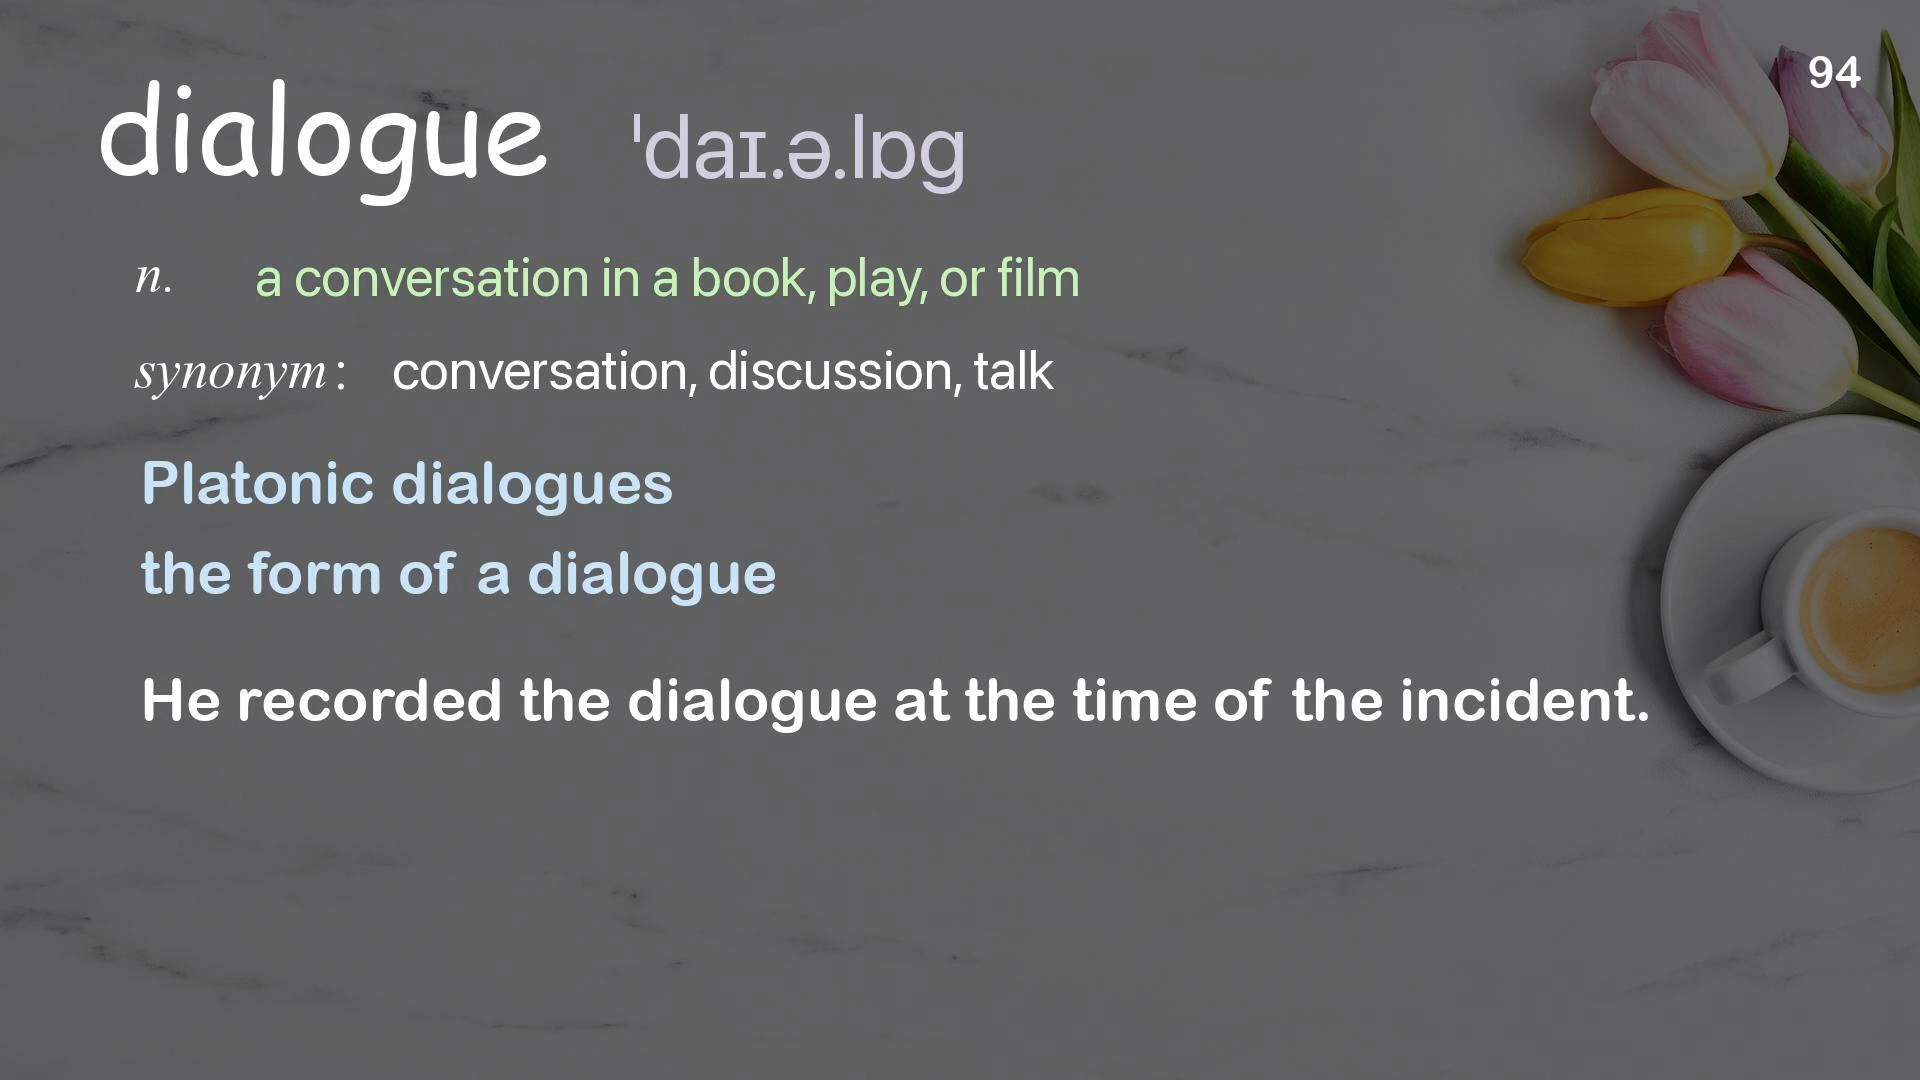 94
dialogue ˈdaɪ.ə.lɒg
n. a conversation in a book, play, or film
synonym: conversation, discussion, talk
Platonic dialogues
the form of a dialogue
He recorded the dialogue at the time of the incident.